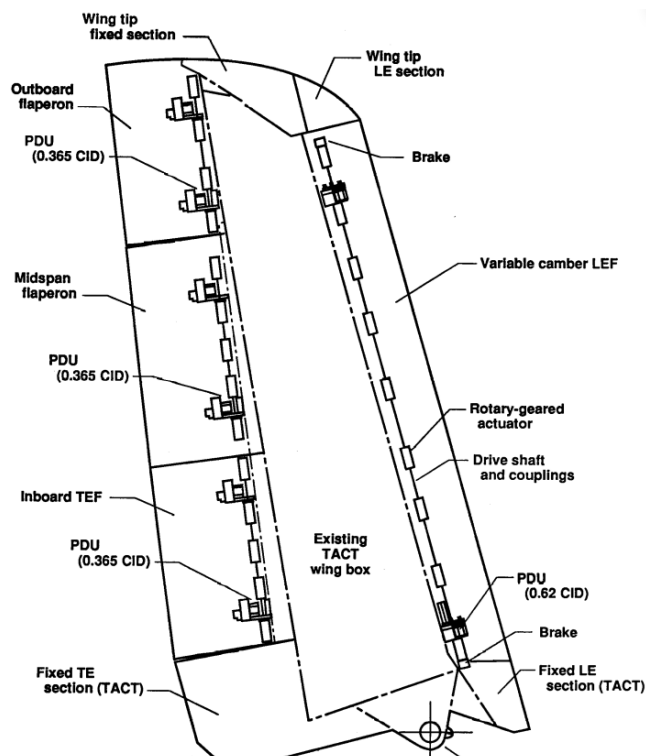 Wing tip
fixed section
Wing tip
LE section
Outboard
flaperon
PDU
(0.365 CID)
Brake
Variable camber LEF
Midspan
flaperon
PDU
(0.365 CID)
Rotary-geared
actuator
Drive shaft
and couplings
Inboard TEF
Existing
TACT
wing box
PDU
(0.365 CID)
PDU
(0.62 CID)
Brake
Fixed TE
section (TACT)
Fixed LE
section (TACT)